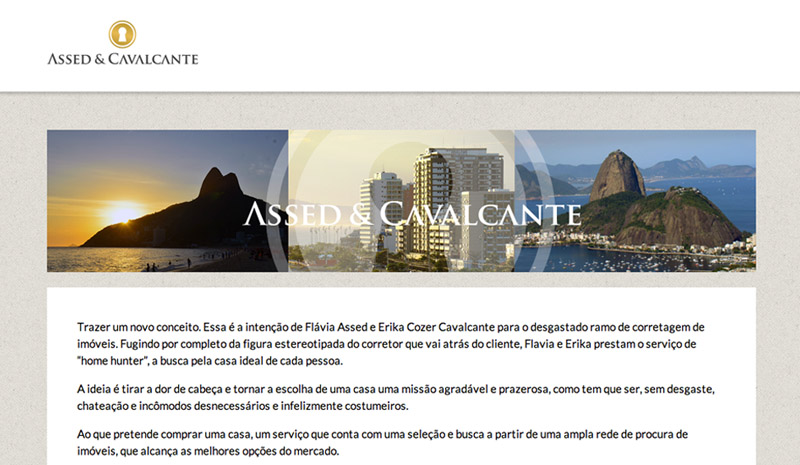 ASSED & CAVALCANTE
ASSED & CAVALCANTE
Trazer um novo conceito. Essa é a intenção de Flávia Assed e Erika Cozer Cavalcante para o desgastado ramo de corretagem de
imóveis. Fugindo por completo da figura estereotipada do corretor que vai atrás do cliente, Flavia e Erika prestam o serviço de
"home hunter", a busca pela casa ideal de cada pessoa.
A ideia é tirar a dor de cabeça e tornar a escolha de uma casa uma missão agradável e prazerosa, como tem que ser, sem desgaste,
chateação e incômodos desnecessários e infelizmente costumeiros.
Ao que pretende comprar uma casa, um serviço que conta com uma seleção e busca a partir de uma ampla rede de procura de
imóveis, que alcança as melhores opções do mercado.